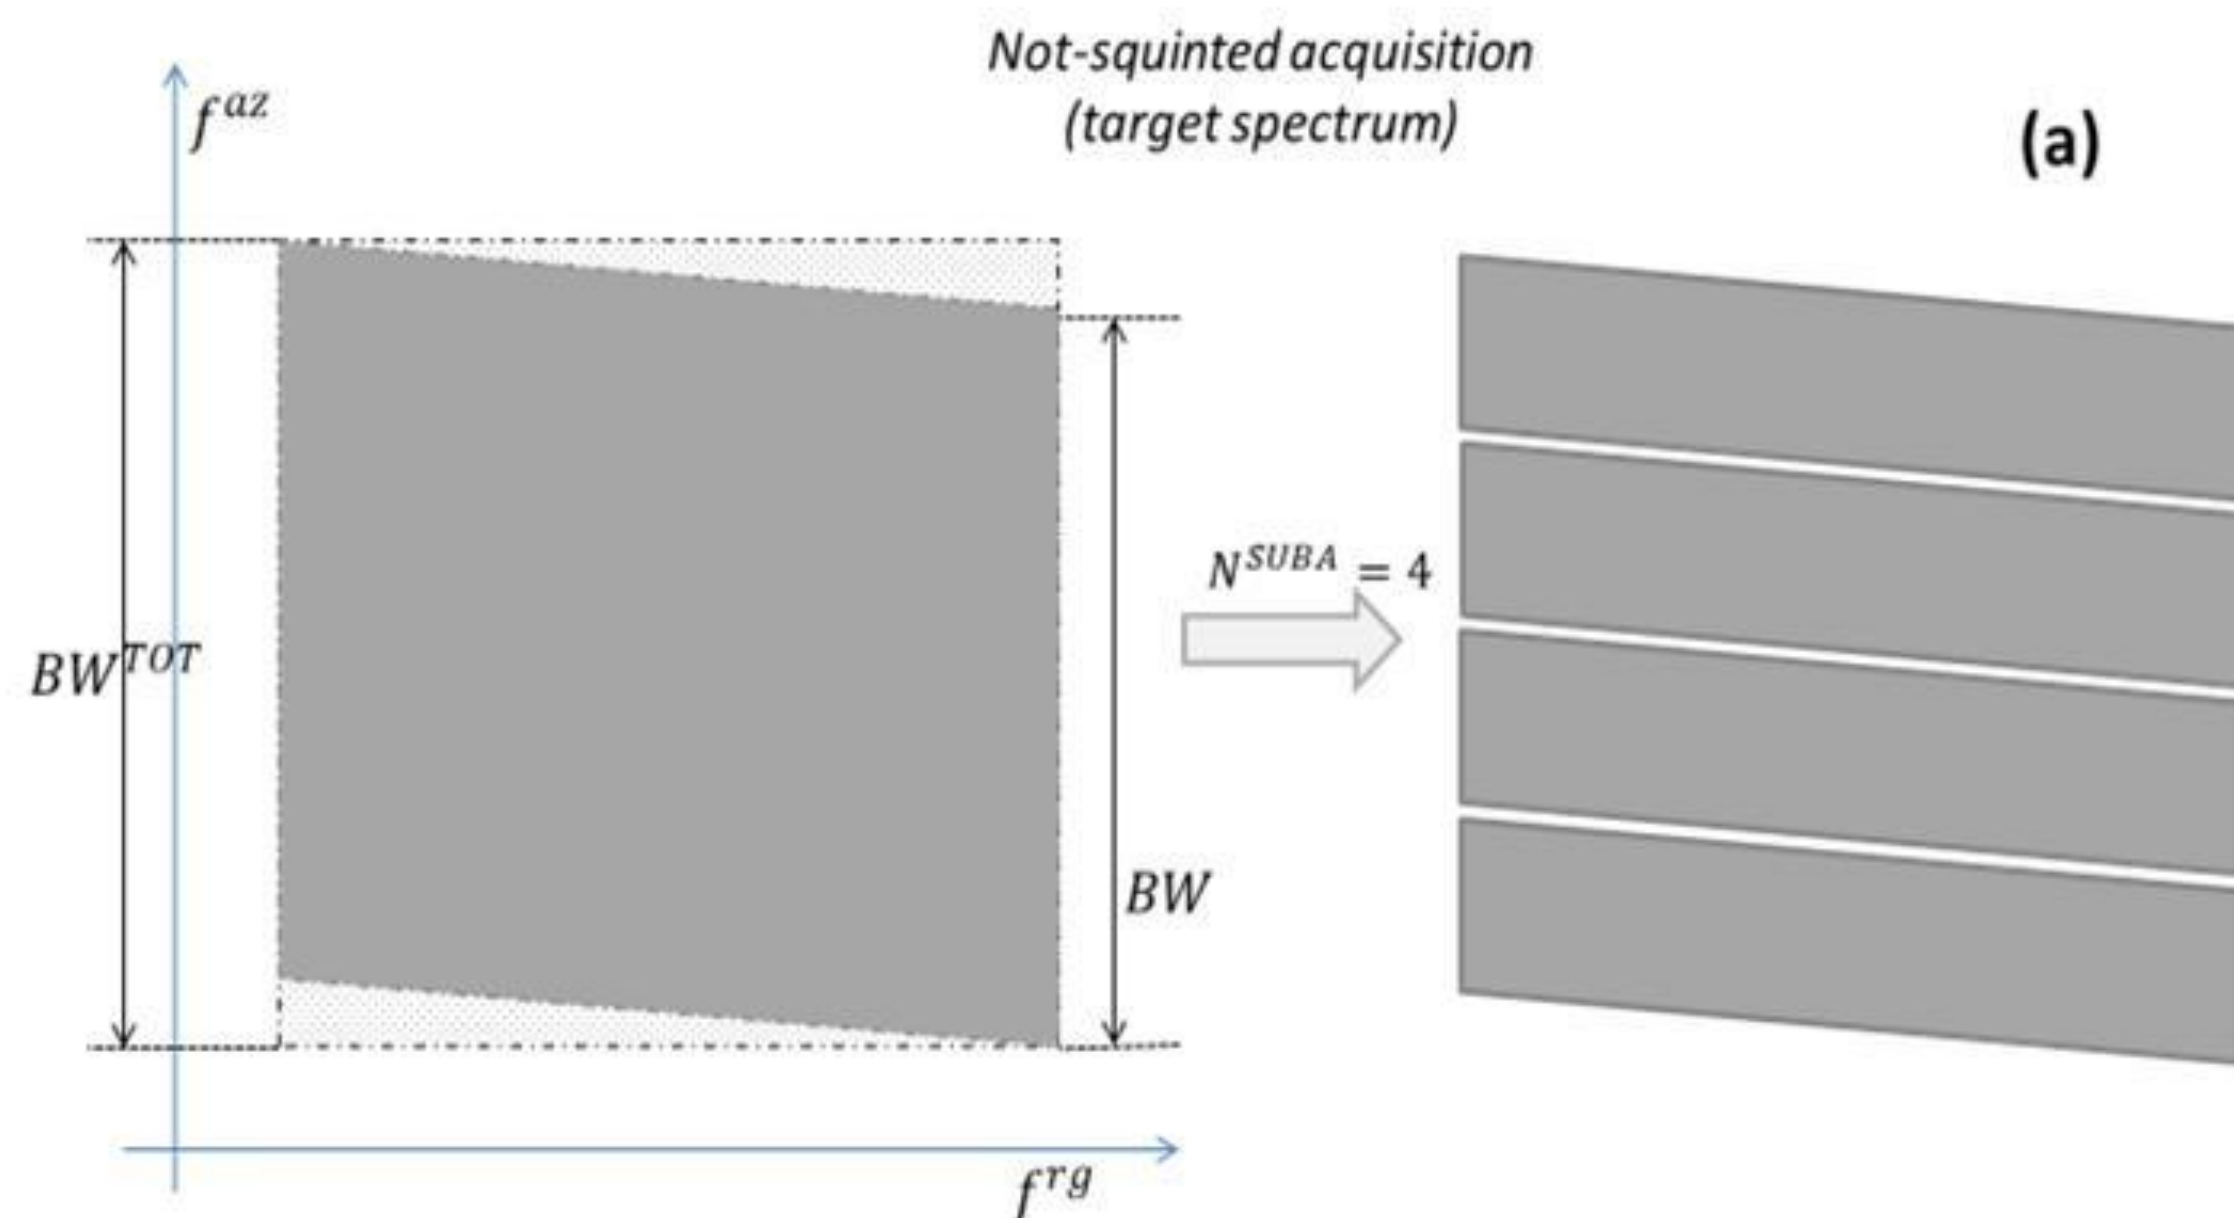 Not-squinted acquisition
(target spectrum)
(a)
f^{az}
N^{SUBA} = 4
BW^{TOT}
BW
f^{rg}